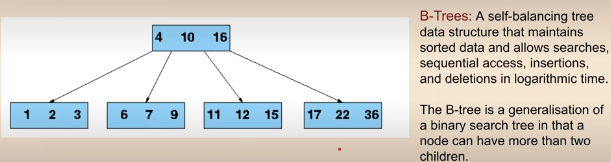 4 10 16
1 2 3
6 7 9
11 12 15
17 22 36
B-Trees: A self-balancing tree
data structure that maintains
sorted data and allows searches,
sequential access, insertions,
and deletions in logarithmic time.
The B-tree is a generalisation of
a binary search tree in that a
node can have more than two
children.